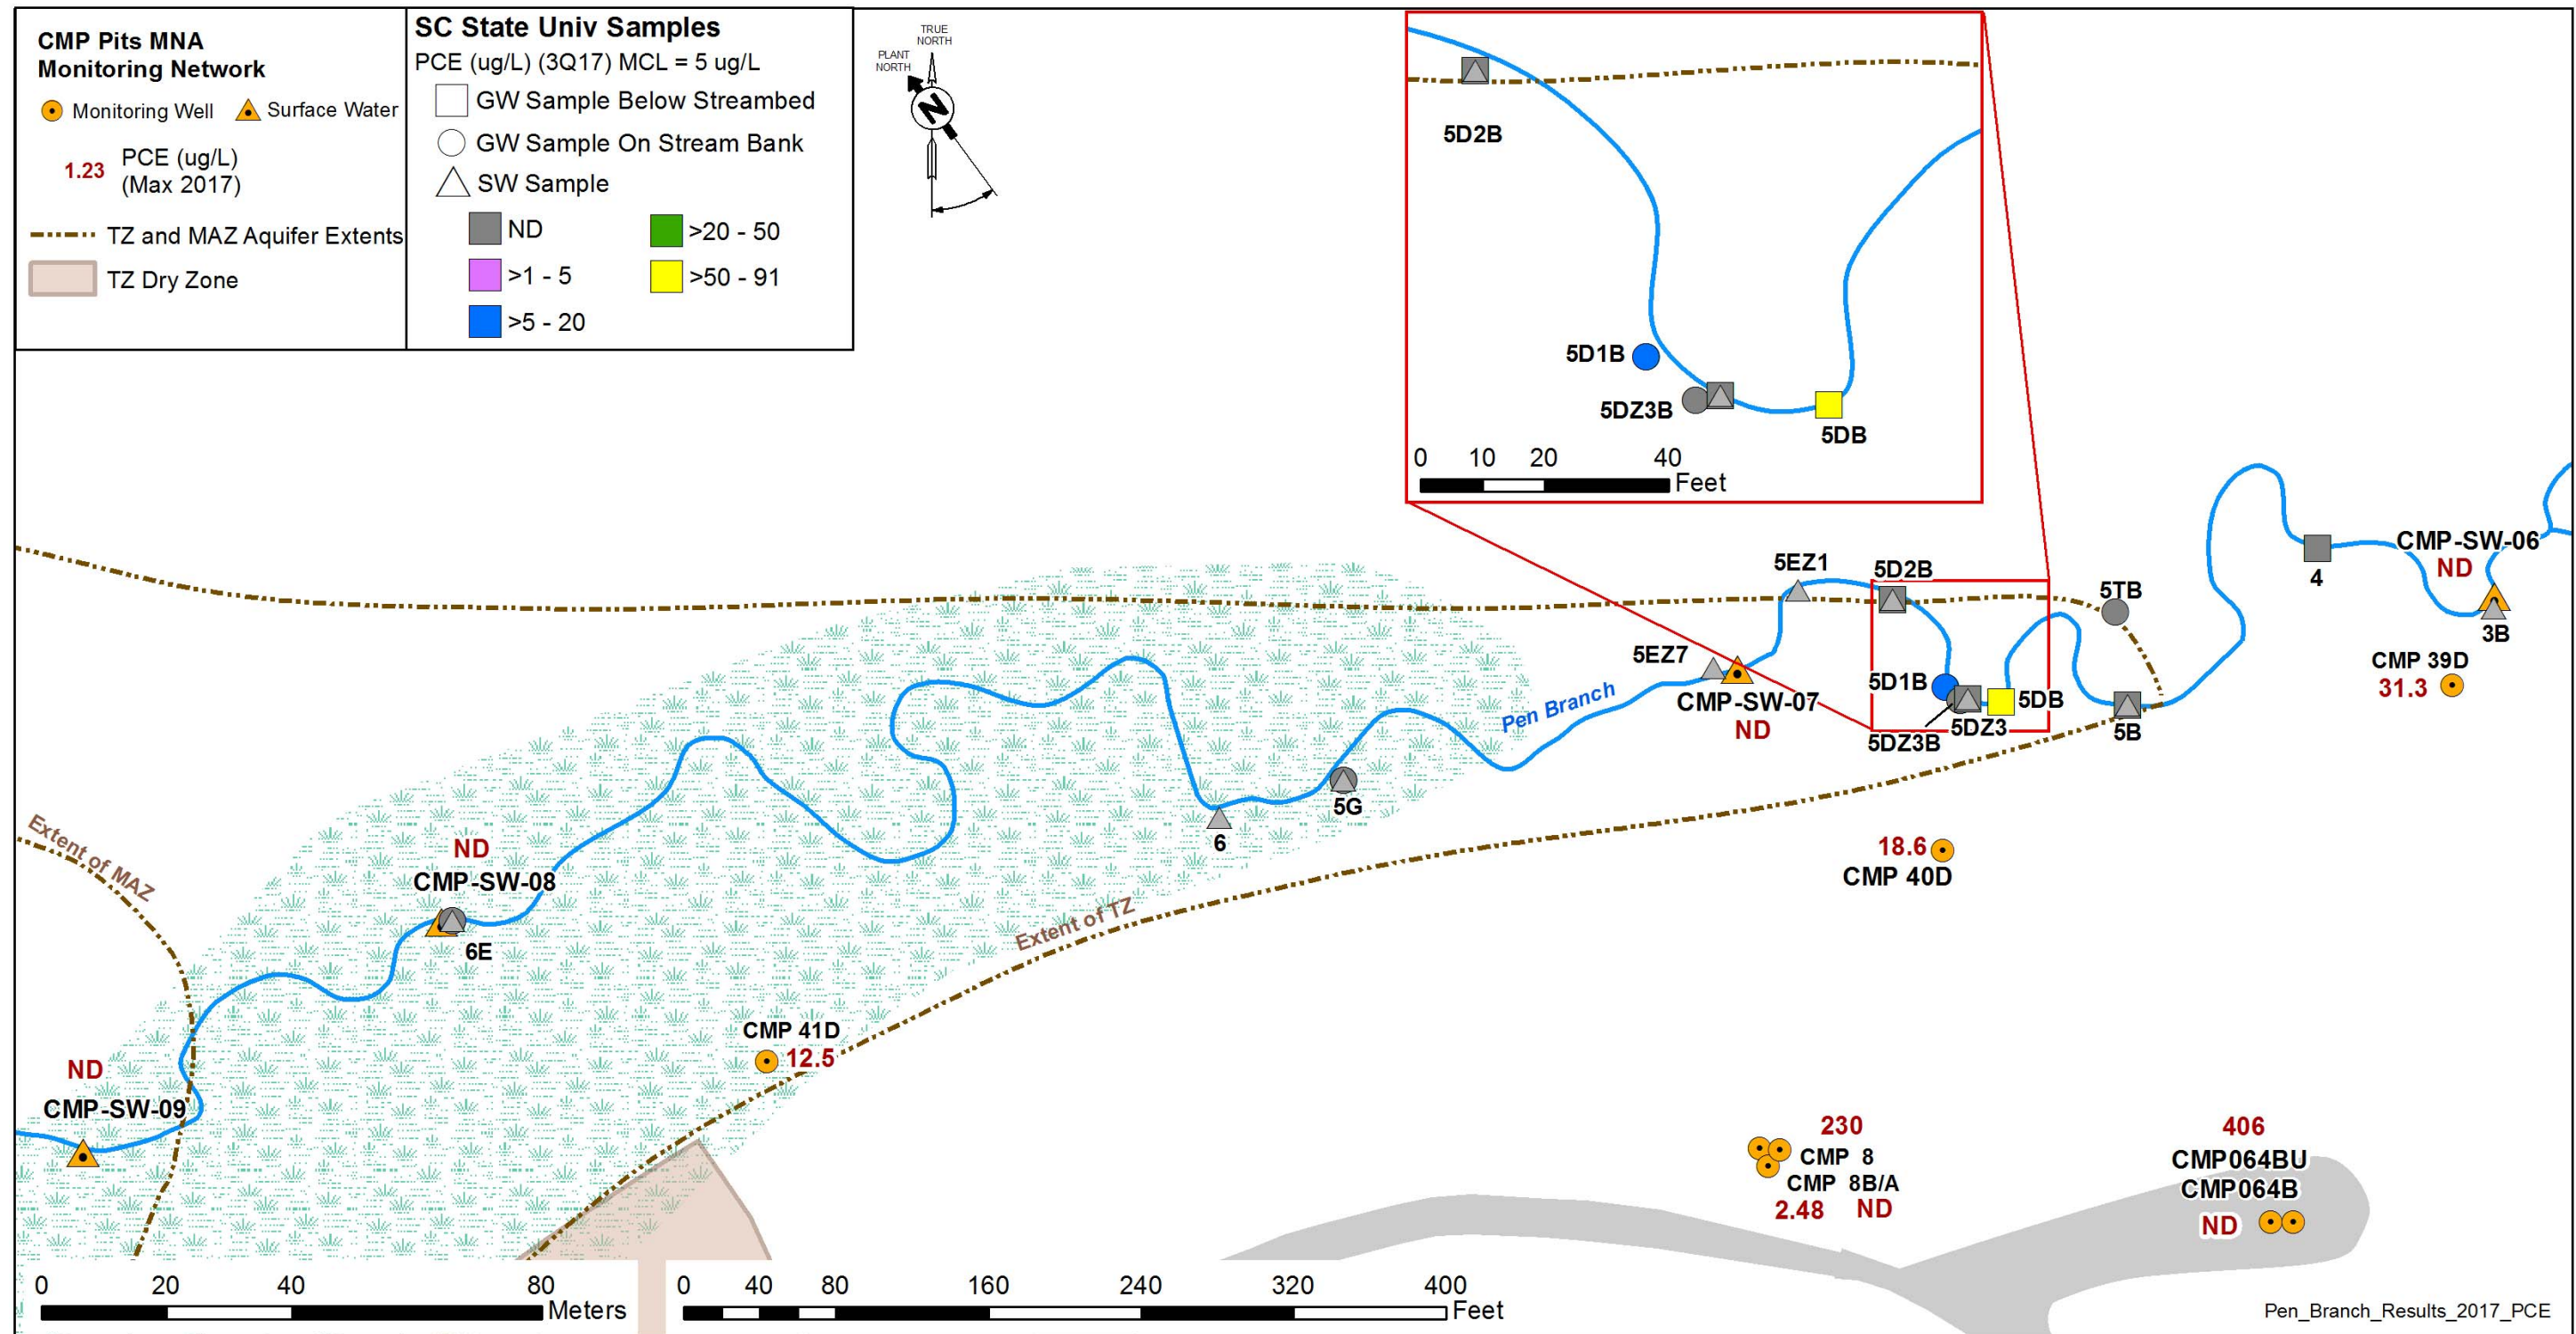 CMP Pits MNA
Monitoring Network
Monitoring Well
Surface Water
1.23
PCE (ug/L)
(Max 2017)
TZ and MAZ Aquifer Extents
TZ Dry Zone
SC State Univ Samples
PCE (ug/L) (3Q17) MCL = 5 ug/L
GW Sample Below Streambed
GW Sample On Stream Bank
SW Sample
ND
>1 - 5
>5 - 20
>20 - 50
>50 - 91
TRUE
NORTH
PLANT
NORTH
N
5D2B
5D1B
5DZ3B
5DB
0 10 20 40
Feet
CMP-SW-06
ND
4
3B
CMP 39D
31.3
5TB
5B
5EZ1
5D2B
5EZ7
CMP-SW-07
ND
5D1B
5DB
5DZ3
5DZ3B
Pen Branch
18.6
CMP 40D
5G
6
Extent of MAZ
ND
CMP-SW-08
6E
Extent of TZ
CMP 41D
12.5
ND
CMP-SW-09
230
CMP 8
CMP 8B/A
2.48 ND
406
CMP064BU
CMP064B
ND
0 20 40 80
Meters
0 40 80 160 240 320 400
Feet
Pen_Branch_Results_2017_PCE